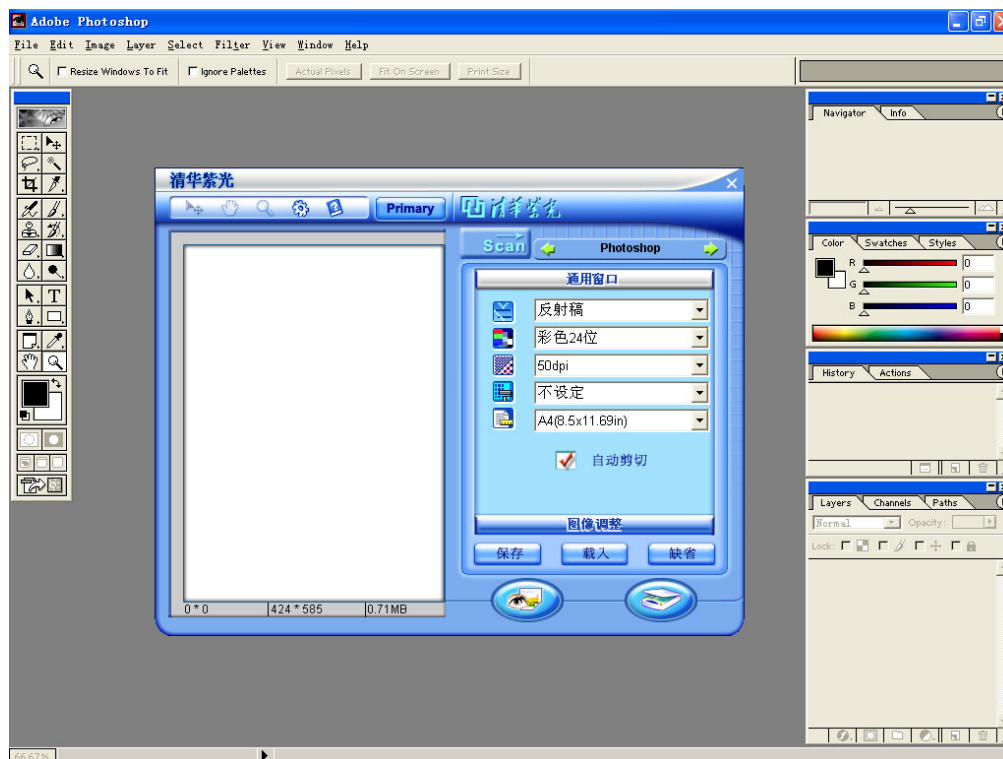 Adobe Photoshop
File Edit Image Layer Select Filter View Window Help
Resize Windows To Fit Ignore Palettes Actual Pixels Fit On Screen Print Size
Navigator Info
清华紫光
Primary 清华紫光
Scan Photoshop
通用窗口
反射稿
彩色24位
50dpi
不设定
A4(8.5x11.69in)
自动剪切
图像调整
保存 载入 缺省
0 * 0 424 * 585 0.71MB
Color Swatches Styles
R 0
G 0
B 0
History Actions
Layers Channels Paths
Normal Opacity:
Lock:
T
66.67%